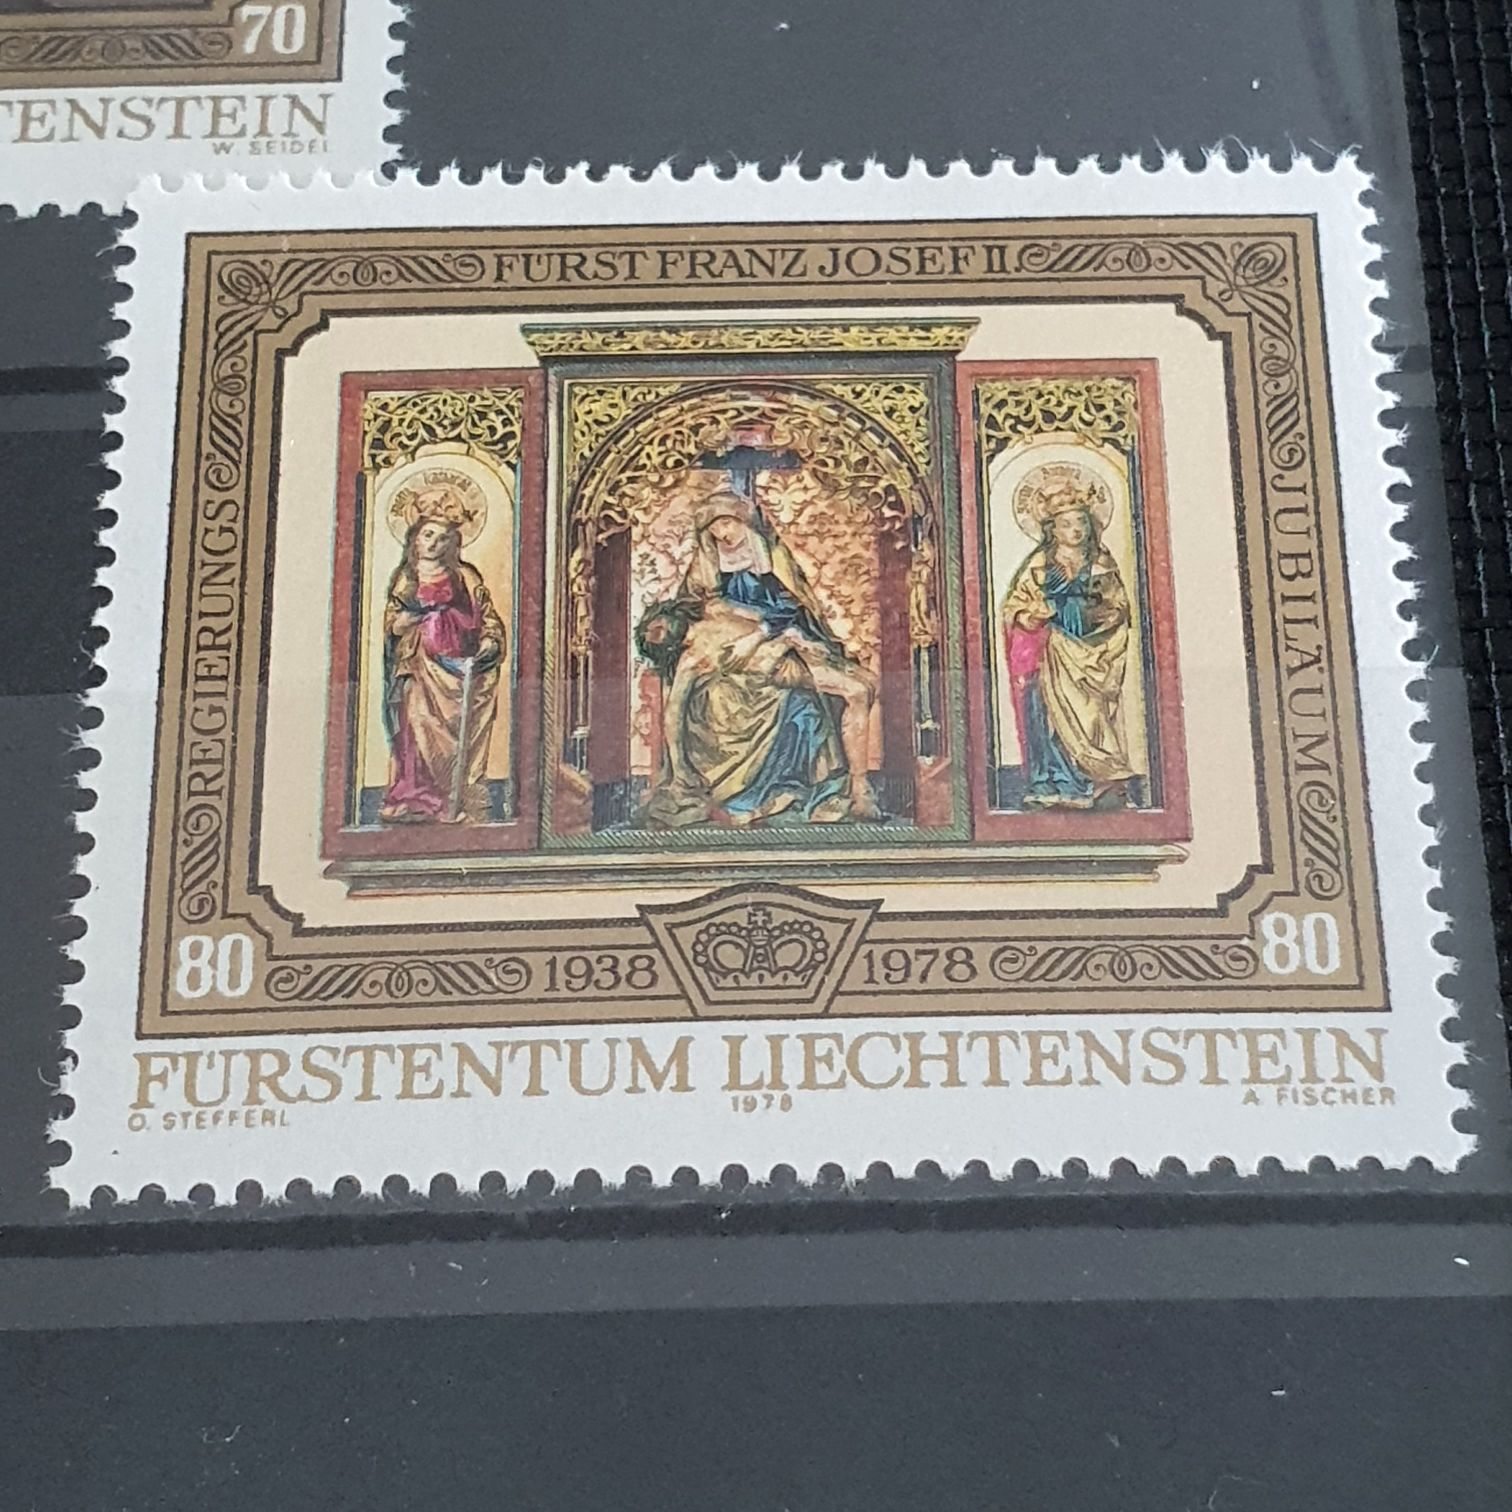 70
TENSTEIN
W. SEIDEL
FÜRST FRANZ JOSEF II.
REGIERUNGS
JUBILÄUM
80
1938
1978
80
FÜRSTENTUM LIECHTENSTEIN
O. STEFFERL
1978
A. FISCHER